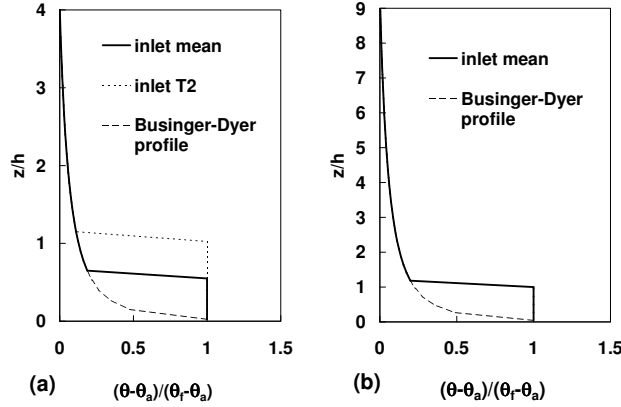 4
3
2
1
0
z/h
inlet mean
inlet T2
Businger-Dyer
profile
0
0.5
1
1.5
(a)
(θ-θa)/(θf-θa)
9
8
7
6
5
4
3
2
1
0
z/h
inlet mean
Businger-Dyer
profile
0
0.5
1
1.5
(b)
(θ-θa)/(θf-θa)